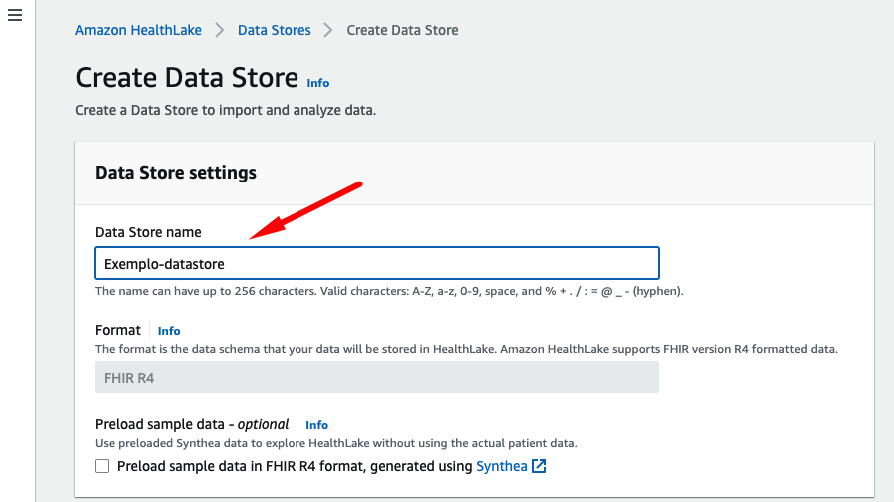 Amazon HealthLake > Data Stores > Create Data Store
Create Data Store Info
Create a Data Store to import and analyze data.
Data Store settings
Data Store name
Exemplo-datastore
The name can have up to 256 characters. Valid characters: A-Z, a-z, 0-9, space, and % + . / : = @ _ - (hyphen).
Format Info
The format is the data schema that your data will be stored in HealthLake. Amazon HealthLake supports FHIR version R4 formatted data.
FHIR R4
Preload sample data - optional Info
Use preloaded Synthea data to explore HealthLake without using the actual patient data.
Preload sample data in FHIR R4 format, generated using Synthea